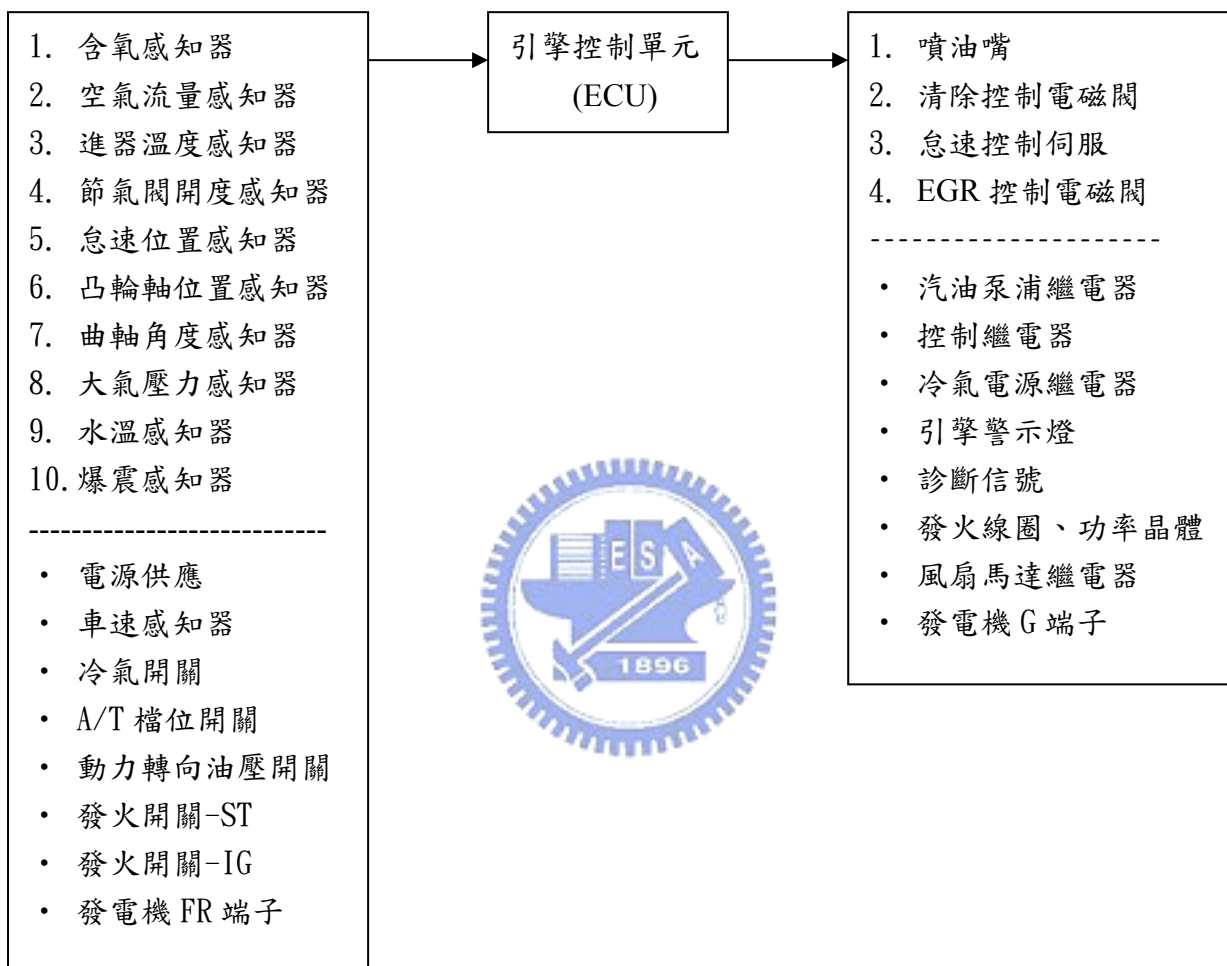 1. 含氧感知器
2. 空氣流量感知器
3. 進器溫度感知器
4. 節氣閥開度感知器
5. 怠速位置感知器
6. 凸輪軸位置感知器
7. 曲軸角度感知器
8. 大氣壓力感知器
9. 水溫感知器
10. 爆震感知器
----------------------------
· 電源供應
· 車速感知器
· 冷氣開關
· A/T 檔位開關
· 動力轉向油壓開關
· 發火開關-ST
· 發火開關-IG
· 發電機 FR 端子
引擎控制單元
(ECU)
1. 噴油嘴
2. 清除控制電磁閥
3. 怠速控制伺服
4. EGR 控制電磁閥
---------------------
· 汽油泵浦繼電器
· 控制繼電器
· 冷氣電源繼電器
· 引擎警示燈
· 診斷信號
· 發火線圈、功率晶體
· 風扇馬達繼電器
· 發電機 G 端子
E S A
1896